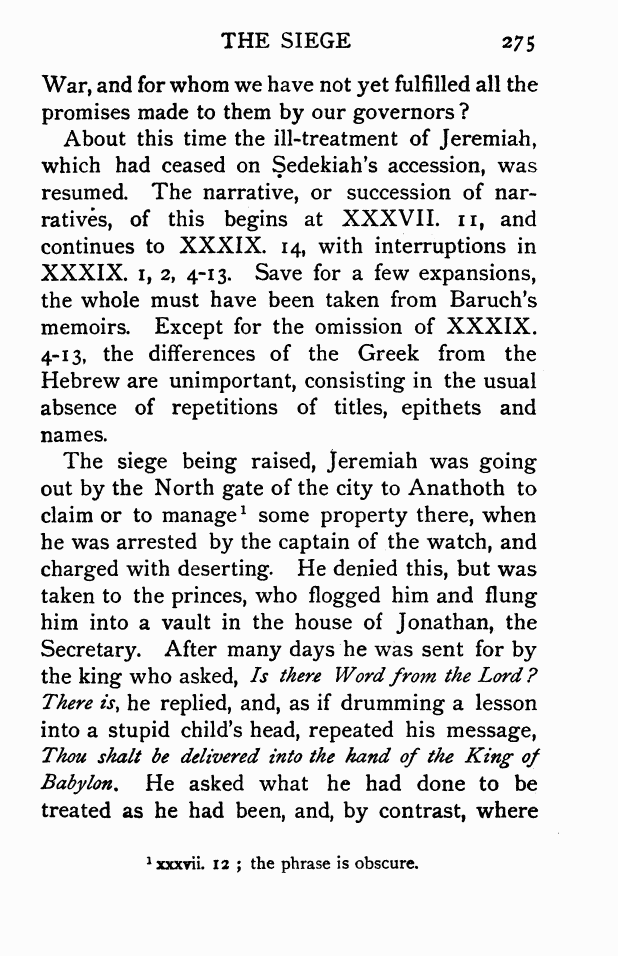 THE SIEGE 275
War, and for whom we have not yet fulfilled all the
promises made to them by our governors?
About this time the ill-treatment of Jeremiah,
which had ceased on Ṣedekiah's accession, was
resumed. The narrative, or succession of nar-
ratives, of this begins at XXXVII. 11, and
continues to XXXIX. 14, with interruptions in
XXXIX. 1, 2, 4-13. Save for a few expansions,
the whole must have been taken from Baruch's
memoirs. Except for the omission of XXXIX.
4-13, the differences of the Greek from the
Hebrew are unimportant, consisting in the usual
absence of repetitions of titles, epithets and
names.
The siege being raised, Jeremiah was going
out by the North gate of the city to Anathoth to
claim or to manage¹ some property there, when
he was arrested by the captain of the watch, and
charged with deserting. He denied this, but was
taken to the princes, who flogged him and flung
him into a vault in the house of Jonathan, the
Secretary. After many days he was sent for by
the king who asked, Is there Word from the Lord?
There is, he replied, and, as if drumming a lesson
into a stupid child's head, repeated his message,
Thou shalt be delivered into the hand of the King of
Babylon. He asked what he had done to be
treated as he had been, and, by contrast, where
¹ xxxvii. 12 ; the phrase is obscure.